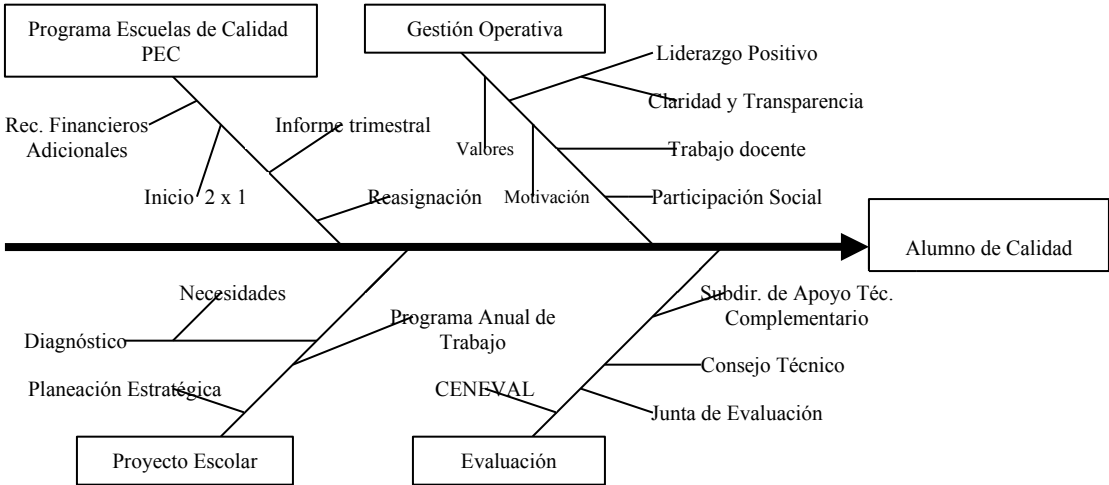 Programa Escuelas de Calidad
PEC
Gestión Operativa
Liderazgo Positivo
Claridad y Transparencia
Rec. Financieros
Adicionales
Informe trimestral
Valores
Trabajo docente
Inicio 2 x 1
Reasignación
Motivación
Participación Social
Alumno de Calidad
Necesidades
Subdir. de Apoyo Téc.
Complementario
Diagnóstico
Programa Anual de
Trabajo
Consejo Técnico
Planeación Estratégica
CENEVAL
Junta de Evaluación
Proyecto Escolar
Evaluación